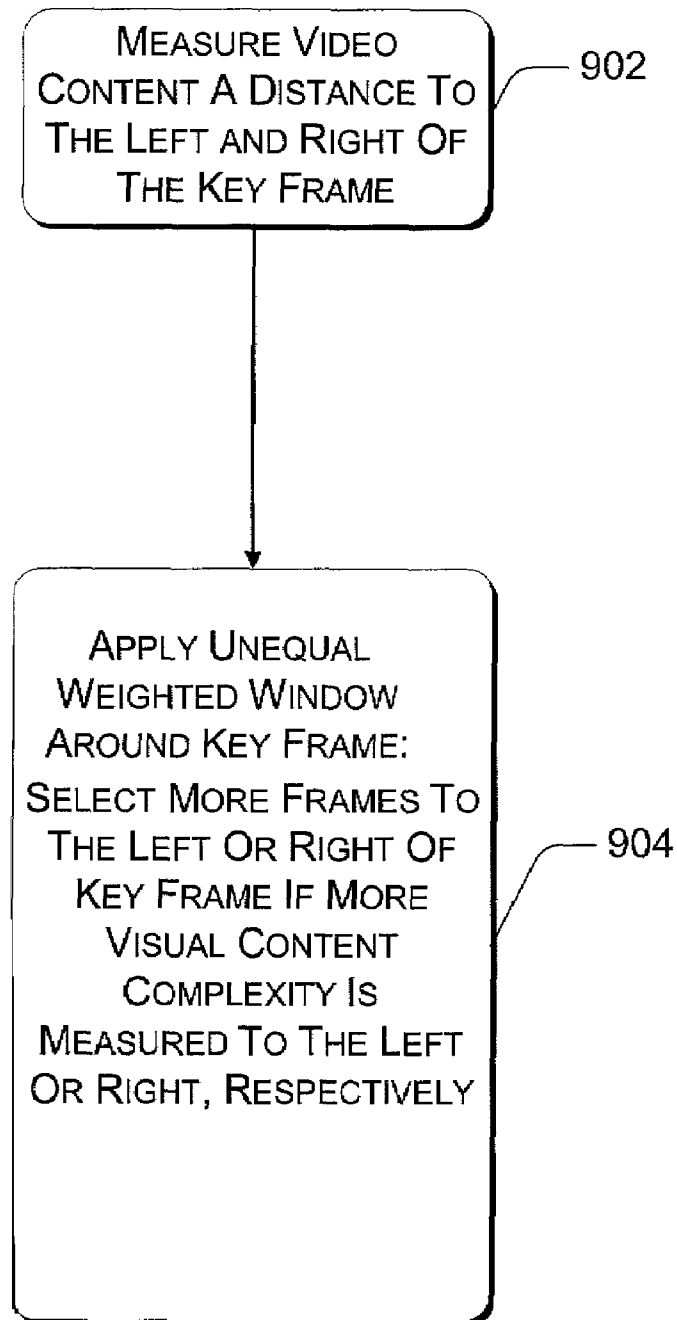 MEASURE VIDEO
CONTENT A DISTANCE TO
THE LEFT AND RIGHT OF
THE KEY FRAME
902
APPLY UNEQUAL
WEIGHTED WINDOW
AROUND KEY FRAME:
SELECT MORE FRAMES TO
THE LEFT OR RIGHT OF
KEY FRAME IF MORE
VISUAL CONTENT
COMPLEXITY IS
MEASURED TO THE LEFT
OR RIGHT, RESPECTIVELY
904